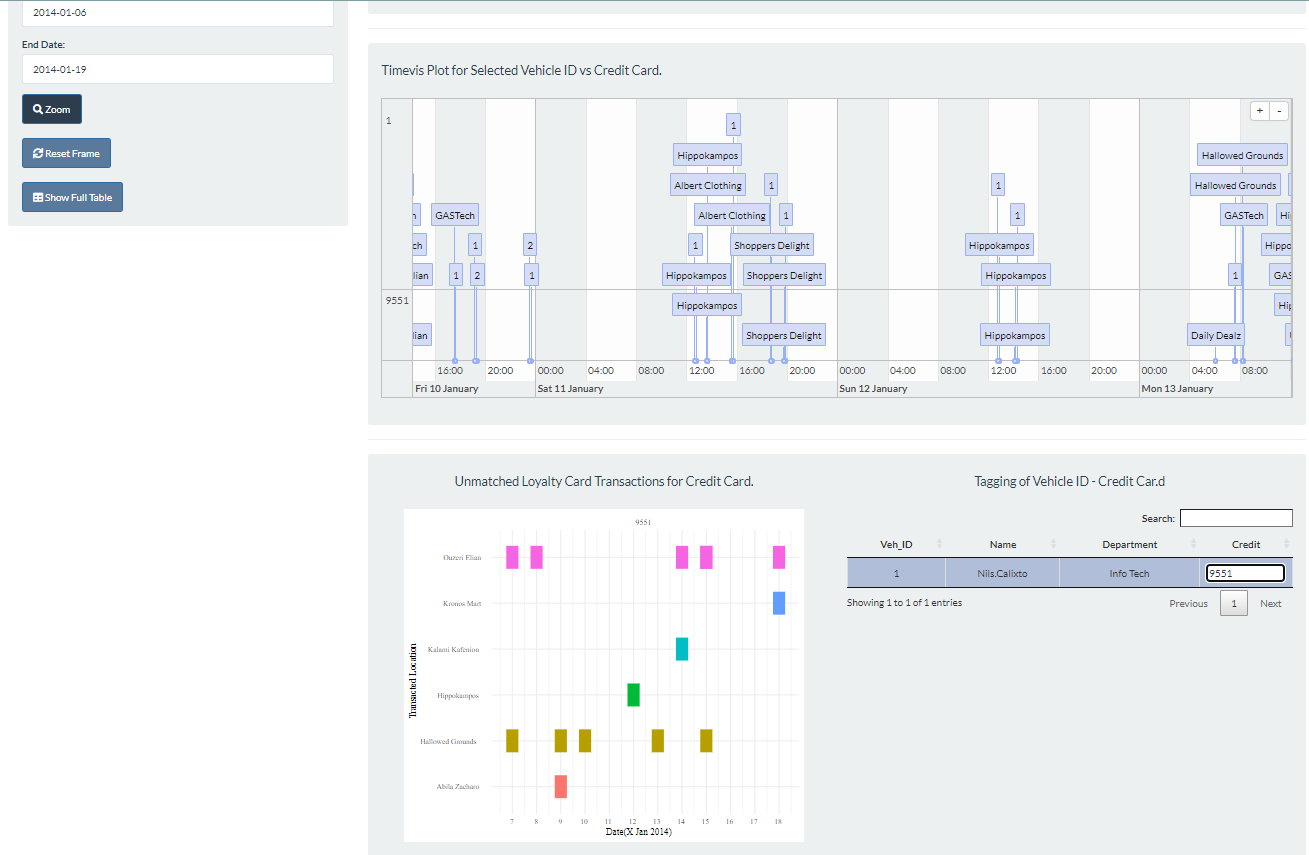 2014-01-06
End Date:
2014-01-19
Zoom
Reset Frame
Show Full Table
Timevis Plot for Selected Vehicle ID vs Credit Card.
+ -
1
1
Hippokampos Hallowed Grounds
Albert Clothing 1 1 Hallowed Grounds
GASTech Albert Clothing 1 1 GASTech
1 2 1 Shoppers Delight Hippokampos Hippo
lian 1 2 1 Hippokampos Shoppers Delight Hippokampos 1 GAS
9551
Hippokampos
lian Shoppers Delight Hippokampos Daily Dealz
16:00 20:00 00:00 04:00 08:00 12:00 16:00 20:00 00:00 04:00 08:00 12:00 16:00 20:00 00:00 04:00 08:00
Fri 10 January Sat 11 January Sun 12 January Mon 13 January
Unmatched Loyalty Card Transactions for Credit Card.
9551
Transacted Location
Ouzeri Elian
Kronos Mart
Kalami Kafenion
Hippokampos
Hallowed Grounds
Abila Zacharo
7 8 9 10 11 12 13 14 15 16 17 18
Date(X Jan 2014)
Tagging of Vehicle ID - Credit Car.d
Search:
Veh_ID Name Department Credit
1 Nils.Calixto Info Tech 9551
Showing 1 to 1 of 1 entries
Previous 1 Next